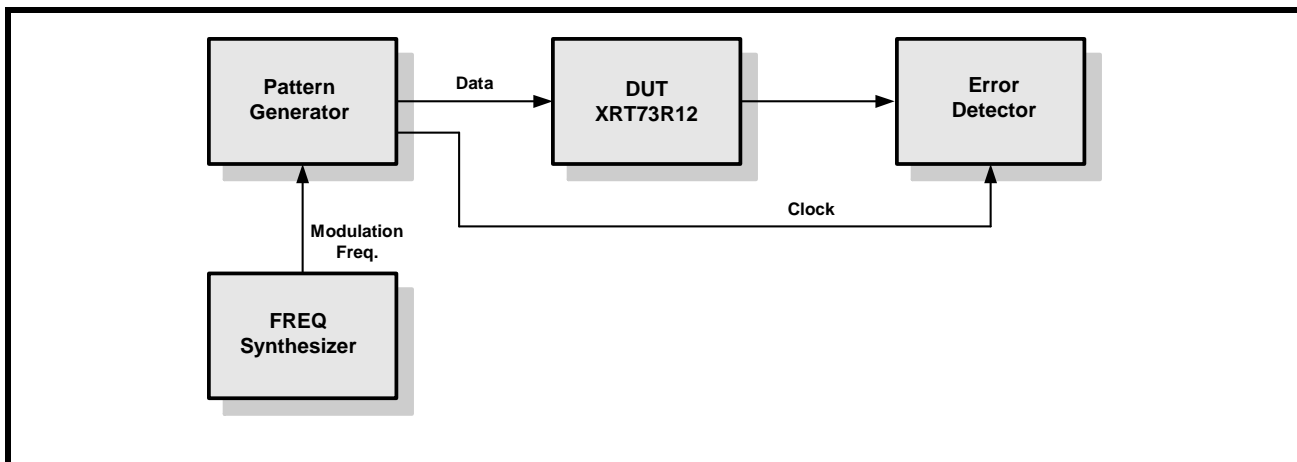 Pattern
Generator
Data
DUT
XRT73R12
Error
Detector
Clock
Modulation
Freq.
FREQ
Synthesizer